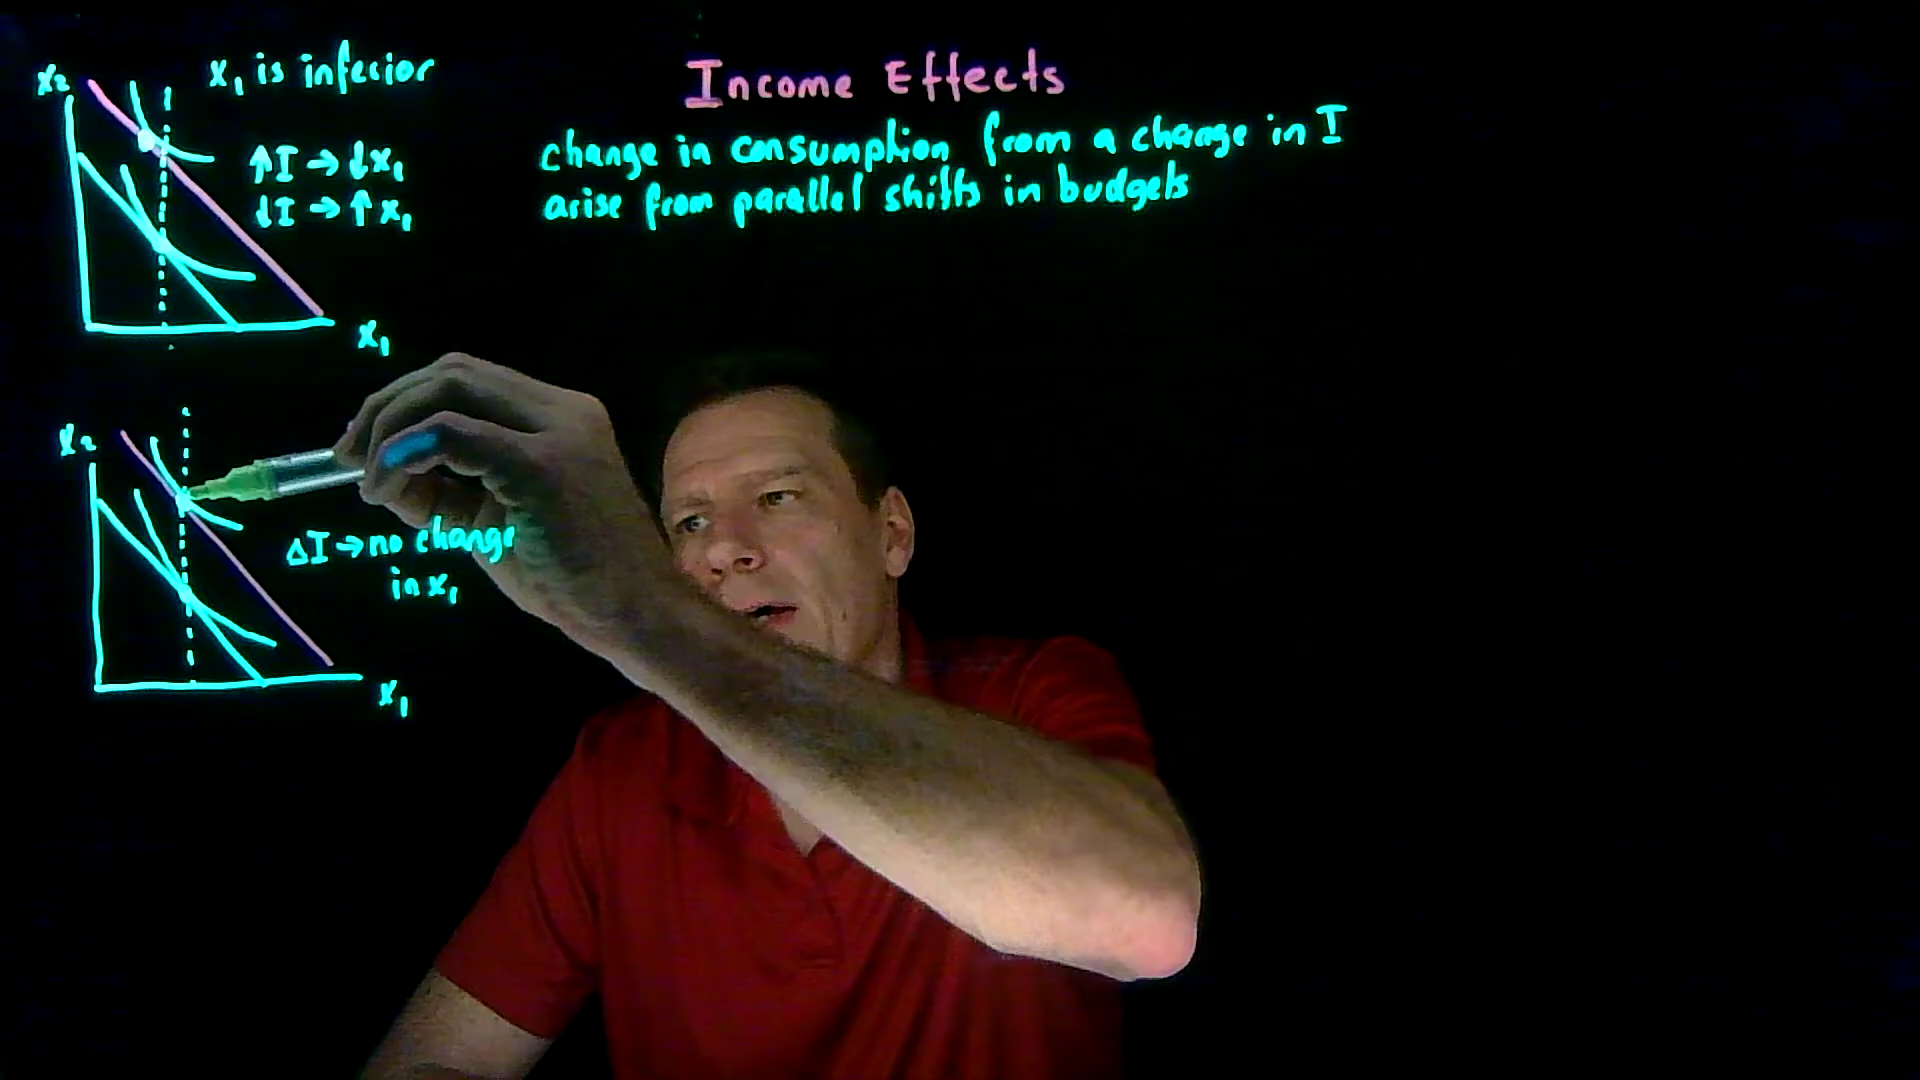 Income Effects
change in consumption from a change in I
arise from parallel shifts in budgets
x₂
x₁ is inferior
↑I → ↓x₁
↓I → ↑x₁
x₁
x₂
ΔI → no change
in x₁
x₁